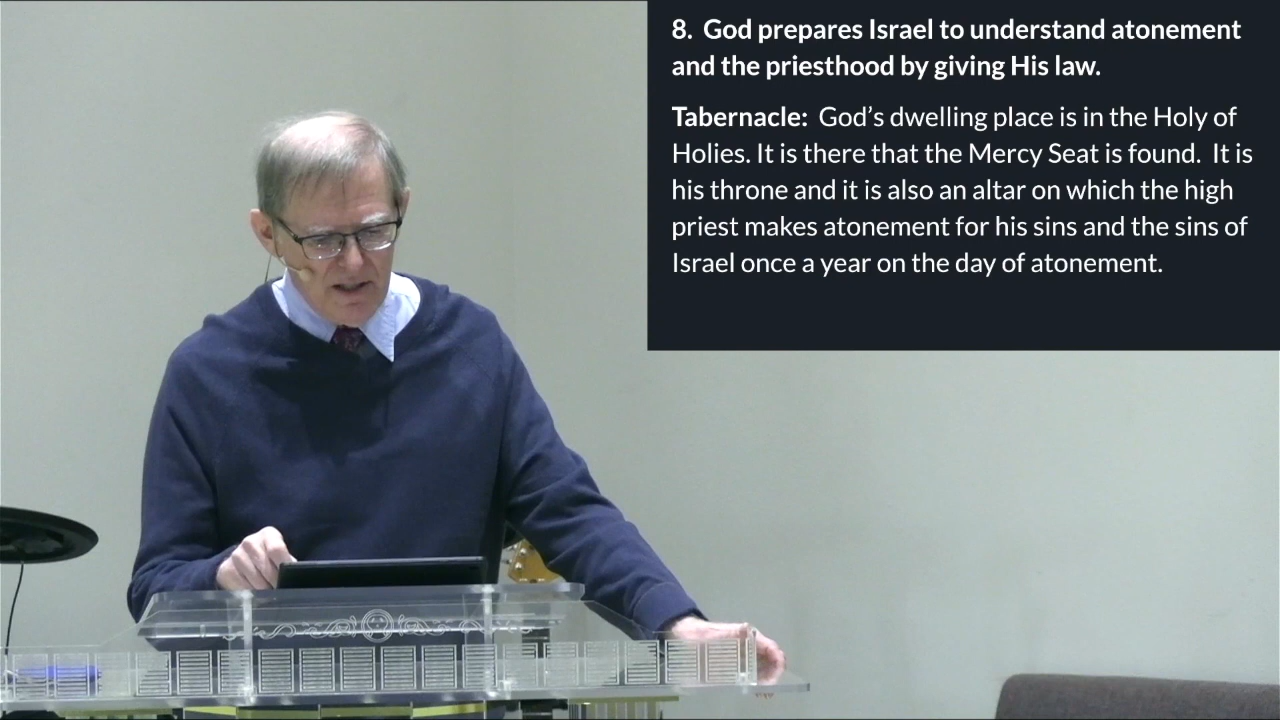 8.  God prepares Israel to understand atonement
and the priesthood by giving His law.
Tabernacle:  God’s dwelling place is in the Holy of
Holies. It is there that the Mercy Seat is found.  It is
his throne and it is also an altar on which the high
priest makes atonement for his sins and the sins of
Israel once a year on the day of atonement.